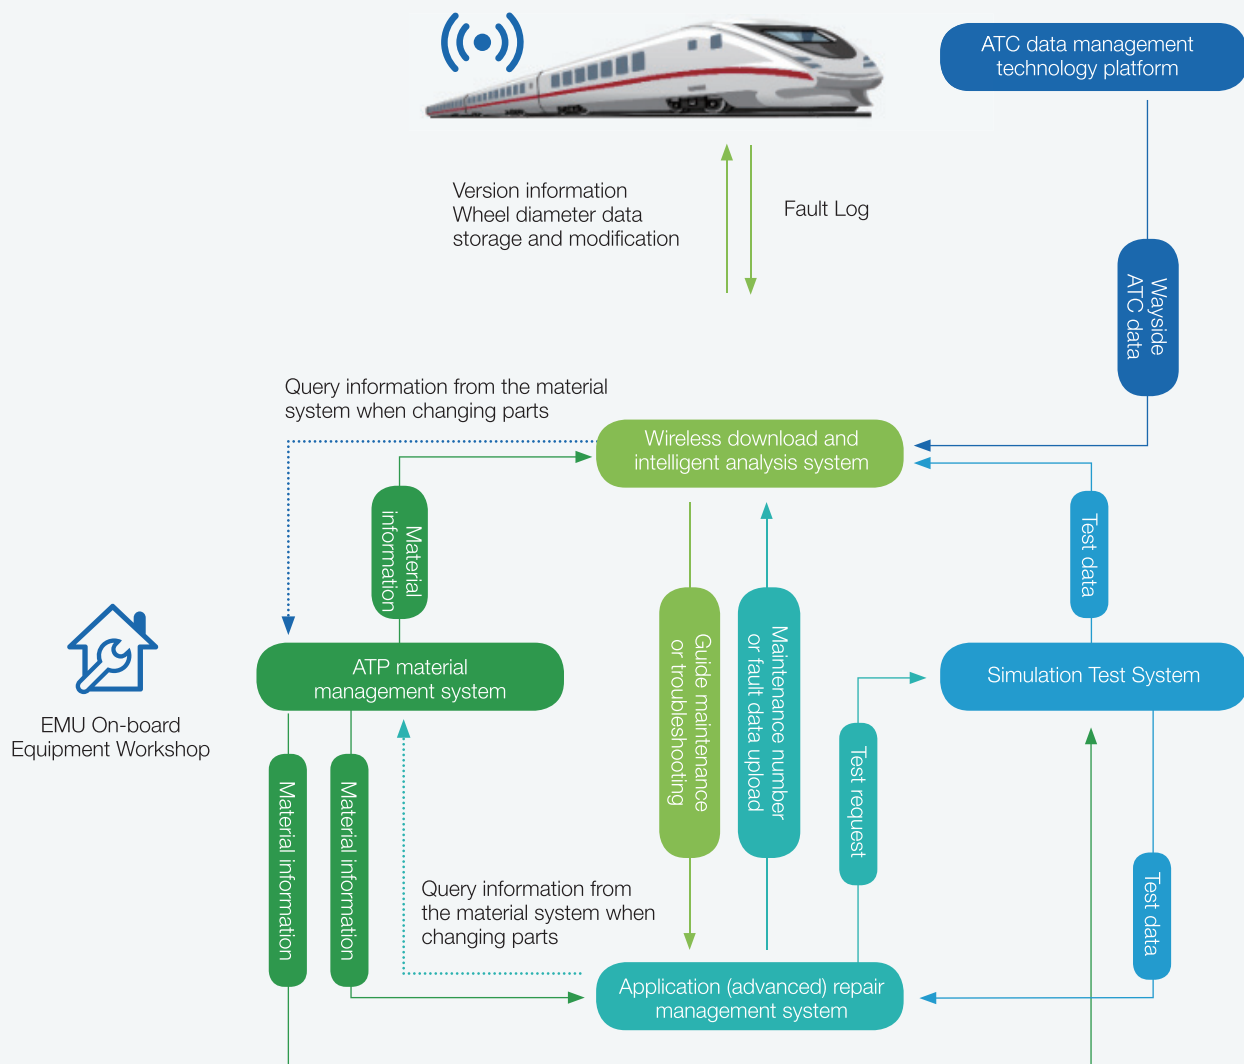 ATC data management
technology platform
Version information
Wheel diameter data
storage and modification
Fault Log
Wayside
ATC data
Query information from the material
system when changing parts
Wireless download and
intelligent analysis system
Material
information
Test data
Guide maintenance
or troubleshooting
Maintenance number
or fault data upload
EMU On-board
Equipment Workshop
ATP material
management system
Simulation Test System
Test request
Material information
Material information
Query information from
the material system when
changing parts
Test data
Application (advanced) repair
management system